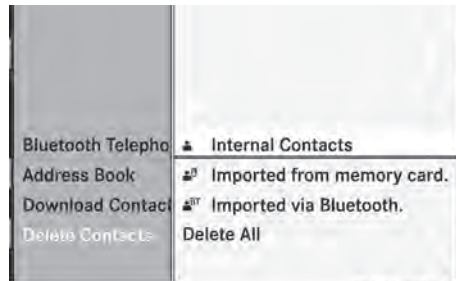 Bluetooth Telepho
Address Book
Download Contact
Delete Contacts
Internal Contacts
Imported from memory card.
BT Imported via Bluetooth.
Delete All